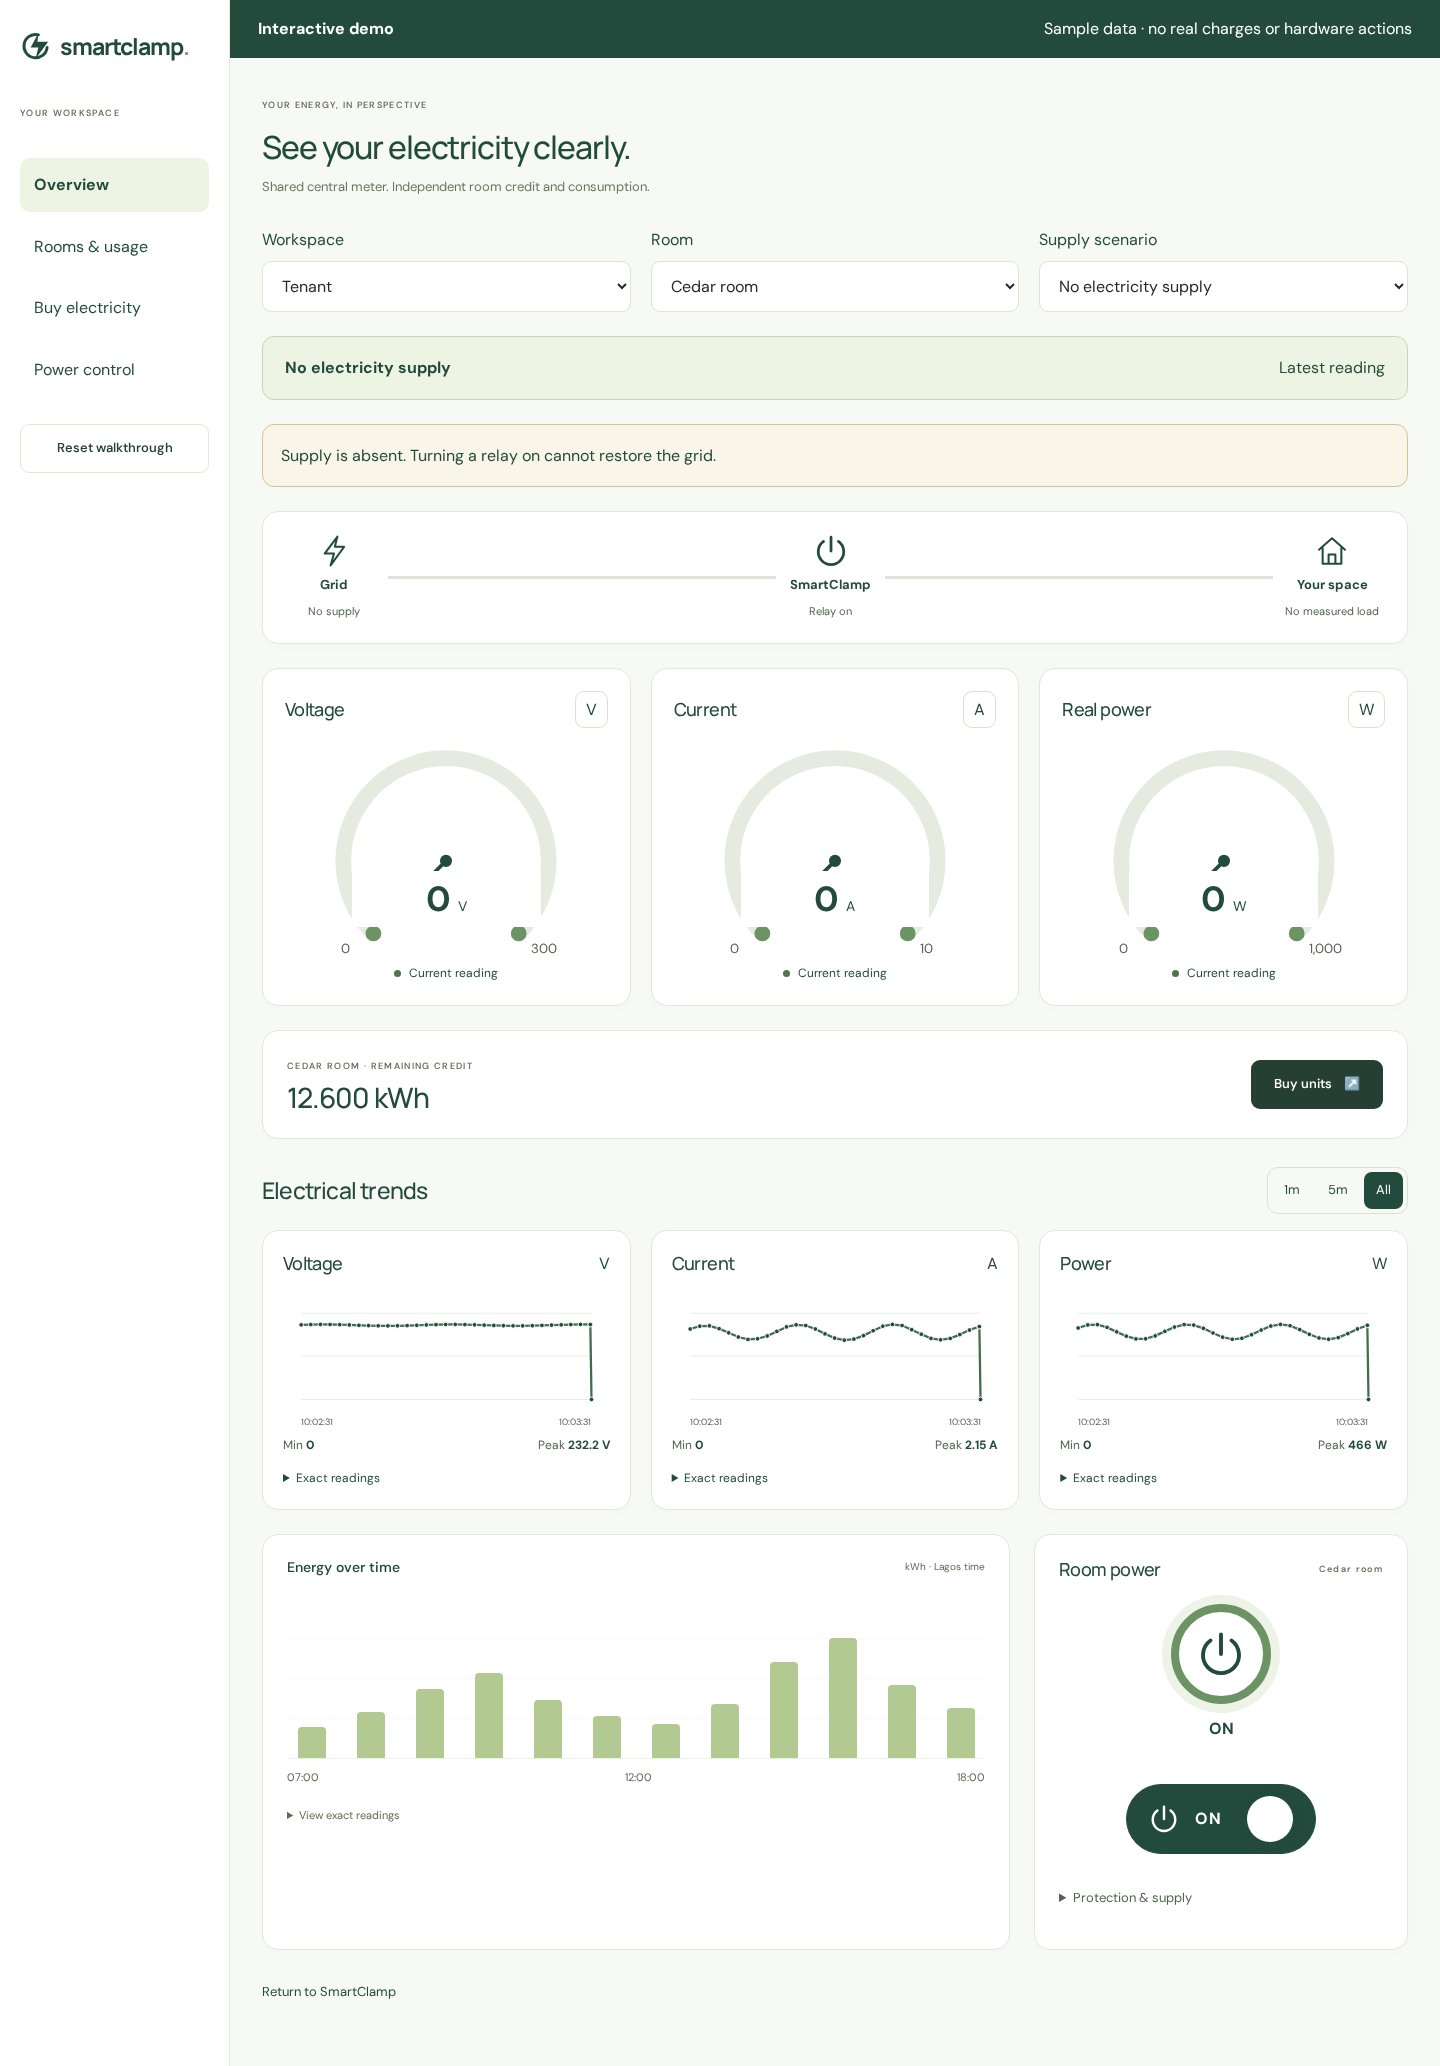 smartclamp.
YOUR WORKSPACE
Overview
Rooms & usage
Buy electricity
Power control
Reset walkthrough
Interactive demo
Sample data · no real charges or hardware actions
YOUR ENERGY, IN PERSPECTIVE
See your electricity clearly.
Shared central meter. Independent room credit and consumption.
Workspace
Room
Supply scenario
Tenant
Cedar room
No electricity supply
No electricity supply
Latest reading
Supply is absent. Turning a relay on cannot restore the grid.
Grid
No supply
SmartClamp
Relay on
Your space
No measured load
Voltage
V
0 V
0
300
Current reading
Current
A
0 A
0
10
Current reading
Real power
W
0 W
0
1,000
Current reading
CEDAR ROOM · REMAINING CREDIT
12.600 kWh
Buy units ↗
Electrical trends
1m
5m
All
Voltage
V
10:02:31
10:03:31
Min 0
Peak 232.2 V
Exact readings
Current
A
10:02:31
10:03:31
Min 0
Peak 2.15 A
Exact readings
Power
W
10:02:31
10:03:31
Min 0
Peak 466 W
Exact readings
Energy over time
kWh · Lagos time
07:00
12:00
18:00
View exact readings
Room power
Cedar room
ON
ON
Protection & supply
Return to SmartClamp